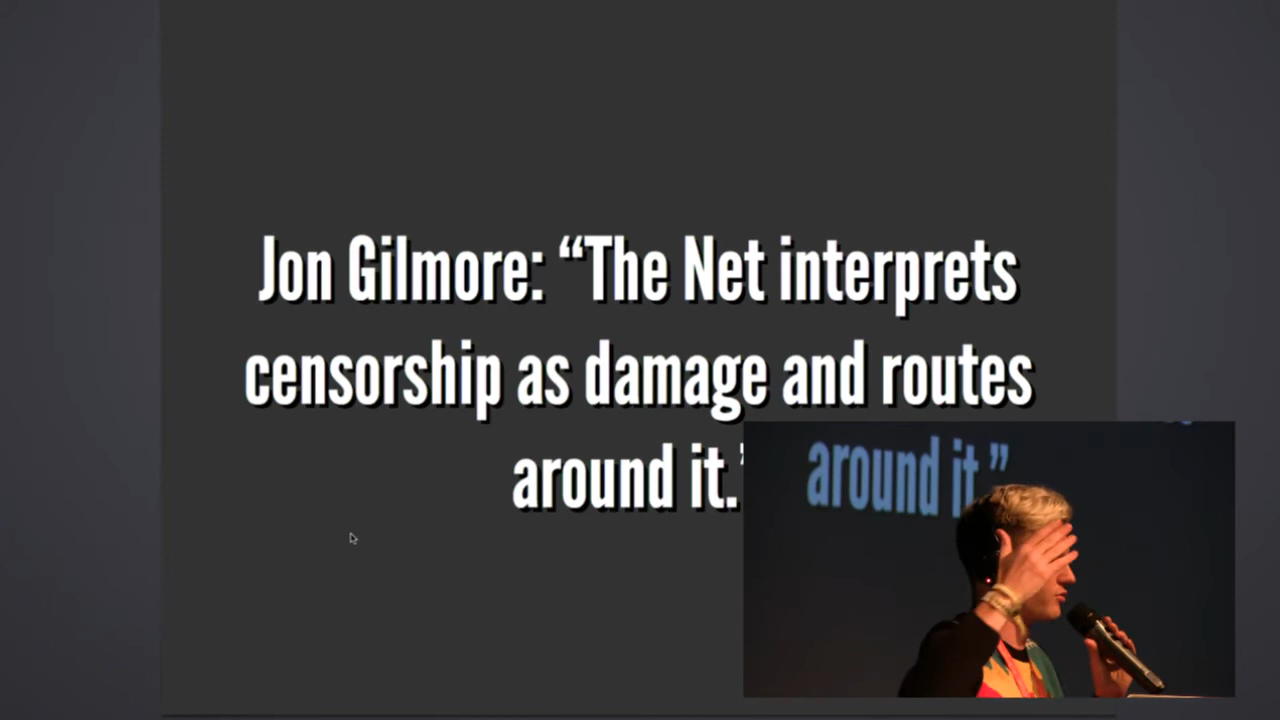 Jon Gilmore: “The Net interprets
censorship as damage and routes
around it.”
around it.”